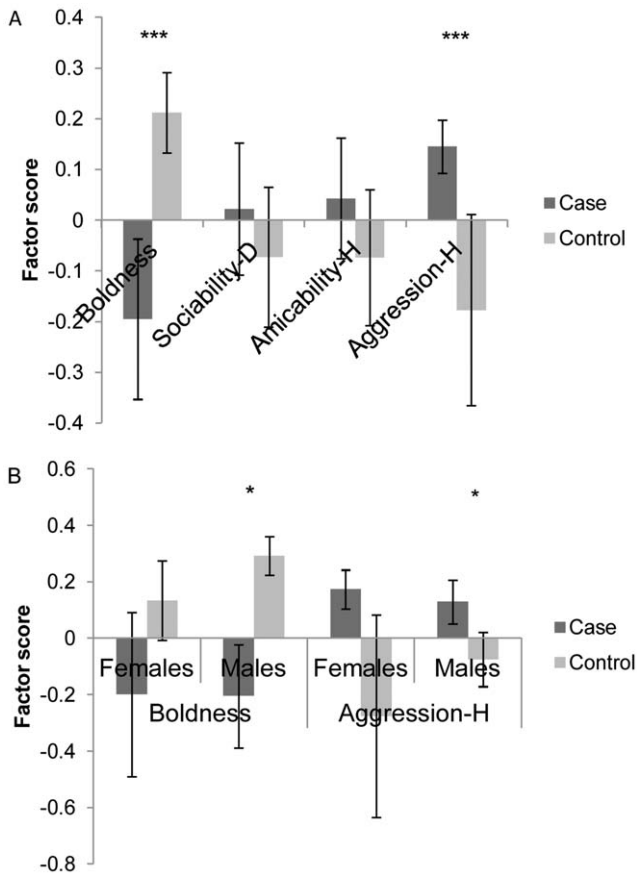 A
0.4
***
***
0.3
0.2
0.1
0
-0.1
-0.2
-0.3
-0.4
Factor score
Boldness
Sociability-D
Amicability-H
Aggression-H
Case
Control
B
0.6
*
*
0.4
0.2
0
-0.2
-0.4
-0.6
-0.8
Factor score
Females Males Females Males
Boldness Aggression-H
Case
Control